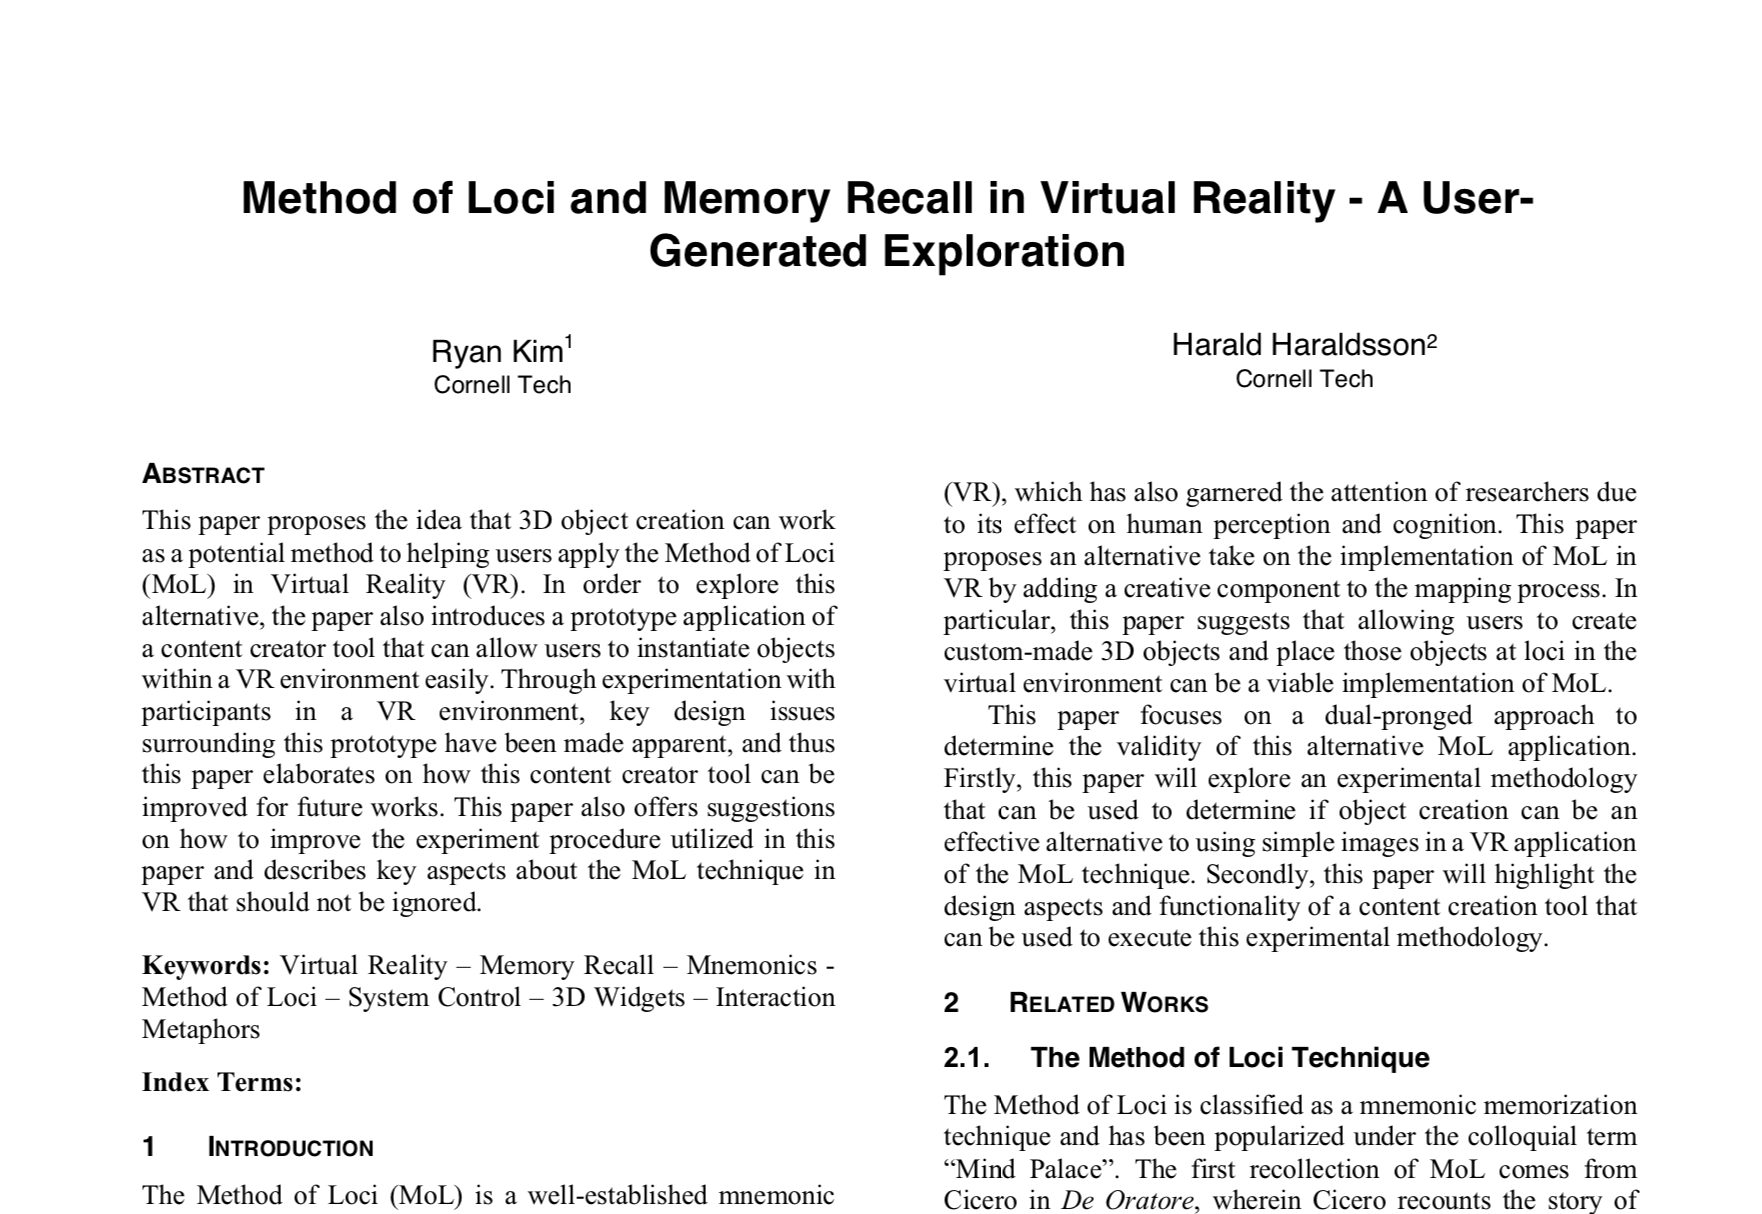 Method of Loci and Memory Recall in Virtual Reality - A User-
Generated Exploration
Ryan Kim1
Cornell Tech
Harald Haraldsson2
Cornell Tech
ABSTRACT
This paper proposes the idea that 3D object creation can work
as a potential method to helping users apply the Method of Loci
(MoL) in Virtual Reality (VR). In order to explore this
alternative, the paper also introduces a prototype application of
a content creator tool that can allow users to instantiate objects
within a VR environment easily. Through experimentation with
participants in a VR environment, key design issues
surrounding this prototype have been made apparent, and thus
this paper elaborates on how this content creator tool can be
improved for future works. This paper also offers suggestions
on how to improve the experiment procedure utilized in this
paper and describes key aspects about the MoL technique in
VR that should not be ignored.
Keywords: Virtual Reality – Memory Recall – Mnemonics -
Method of Loci – System Control – 3D Widgets – Interaction
Metaphors
Index Terms:
1 INTRODUCTION
The Method of Loci (MoL) is a well-established mnemonic
(VR), which has also garnered the attention of researchers due
to its effect on human perception and cognition. This paper
proposes an alternative take on the implementation of MoL in
VR by adding a creative component to the mapping process. In
particular, this paper suggests that allowing users to create
custom-made 3D objects and place those objects at loci in the
virtual environment can be a viable implementation of MoL.
This paper focuses on a dual-pronged approach to
determine the validity of this alternative MoL application.
Firstly, this paper will explore an experimental methodology
that can be used to determine if object creation can be an
effective alternative to using simple images in a VR application
of the MoL technique. Secondly, this paper will highlight the
design aspects and functionality of a content creation tool that
can be used to execute this experimental methodology.
2 RELATED WORKS
2.1. The Method of Loci Technique
The Method of Loci is classified as a mnemonic memorization
technique and has been popularized under the colloquial term
“Mind Palace”. The first recollection of MoL comes from
Cicero in De Oratore, wherein Cicero recounts the story of